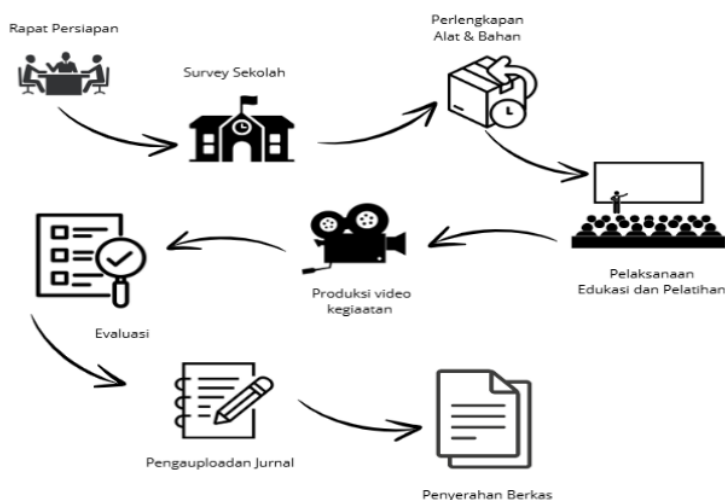 Rapat Persiapan
Survey Sekolah
Perlengkapan
Alat & Bahan
Pelaksanaan
Edukasi dan Pelatihan
Produksi video
kegiaatan
Evaluasi
Pengauploadan Jurnal
Penyerahan Berkas